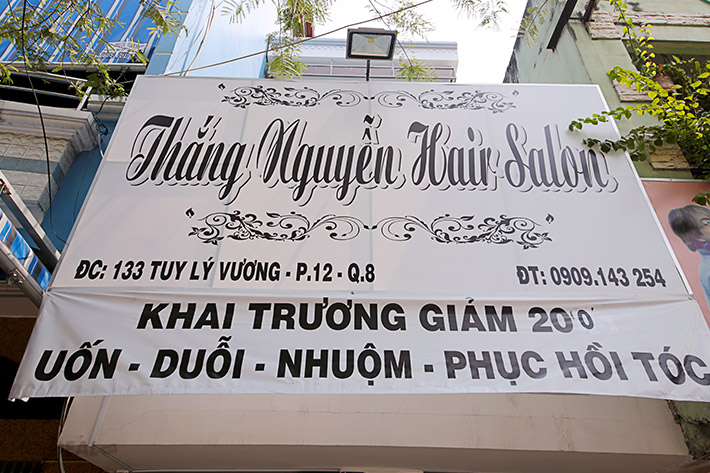 Thắng Nguyễn Hair Salon
ĐC: 133 TUY LÝ VƯƠNG - P.12 - Q.8
ĐT: 0909.143 254
KHAI TRƯƠNG GIẢM 20%
UỐN - DUỖI - NHUỘM - PHỤC HỒI TÓC